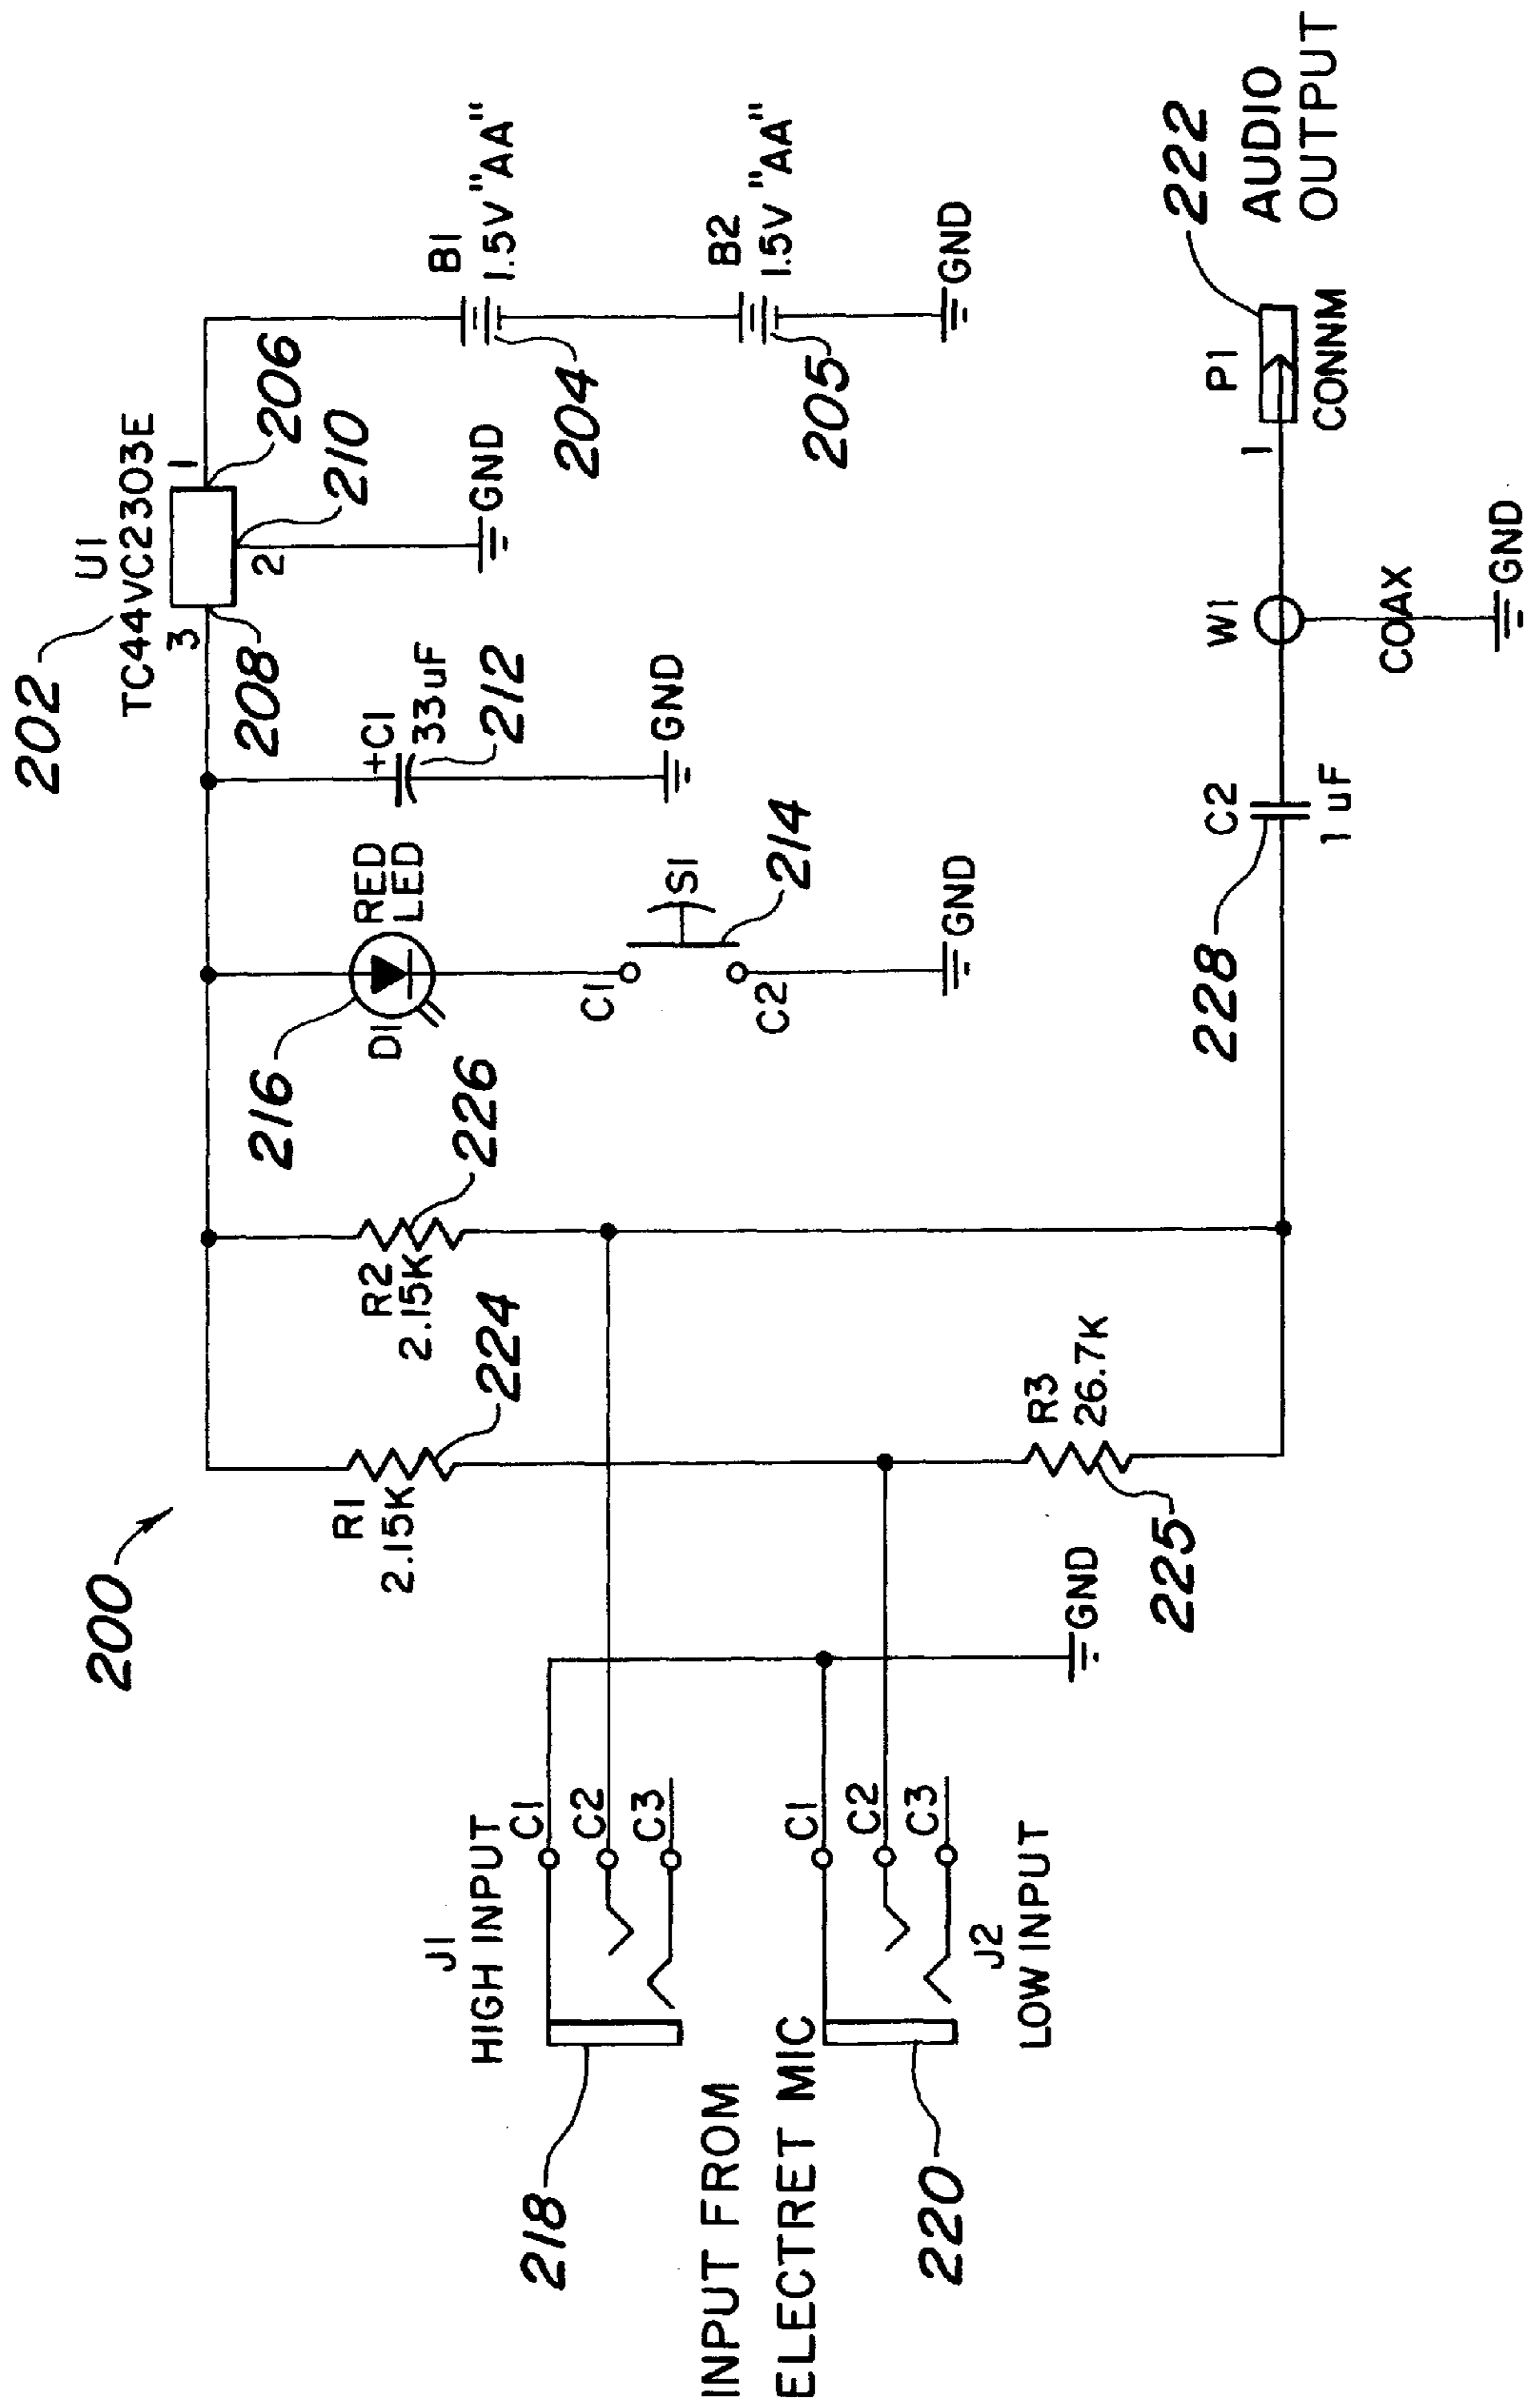 200
202
U1
TC44VC2303E
3
1
206
208
2
210
GND
+C1
33uF
212
GND
B1
1.5V "AA"
204
B2
1.5V "AA"
205
GND
RED
LED
D1
216
C1
S1
C2
214
GND
R2
2.15K
226
R1
2.15K
224
R3
26.7K
225
J1
HIGH INPUT
C1
C2
C3
218
INPUT FROM
ELECTRET MIC
C1
C2
C3
J2
LOW INPUT
220
GND
C2
1uF
228
W1
COAX
GND
1
P1
CONNM
222
AUDIO
OUTPUT